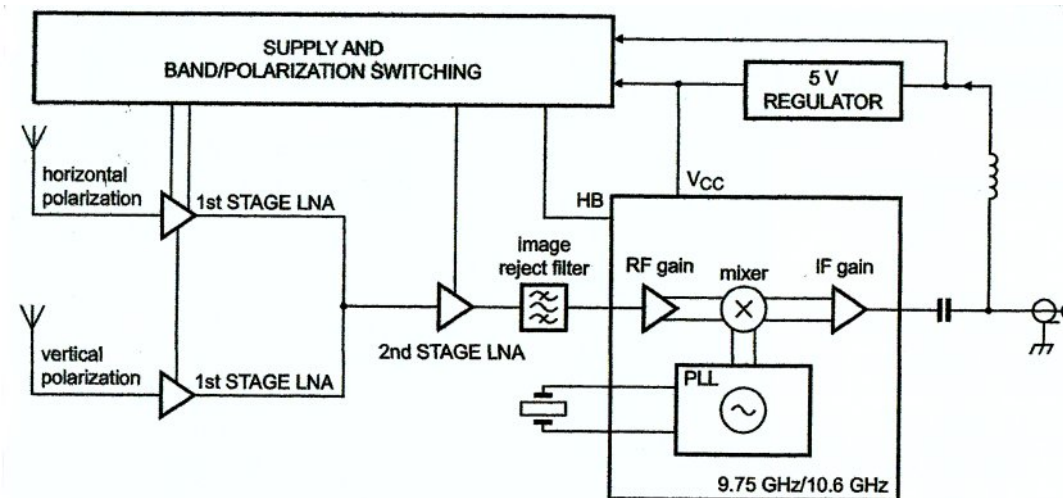 SUPPLY AND
BAND/POLARIZATION SWITCHING
5 V
REGULATOR
horizontal
polarization
1st STAGE LNA
HB
VCC
image
reject filter
RF gain
mixer
IF gain
2nd STAGE LNA
vertical
polarization
1st STAGE LNA
PLL
9.75 GHz/10.6 GHz